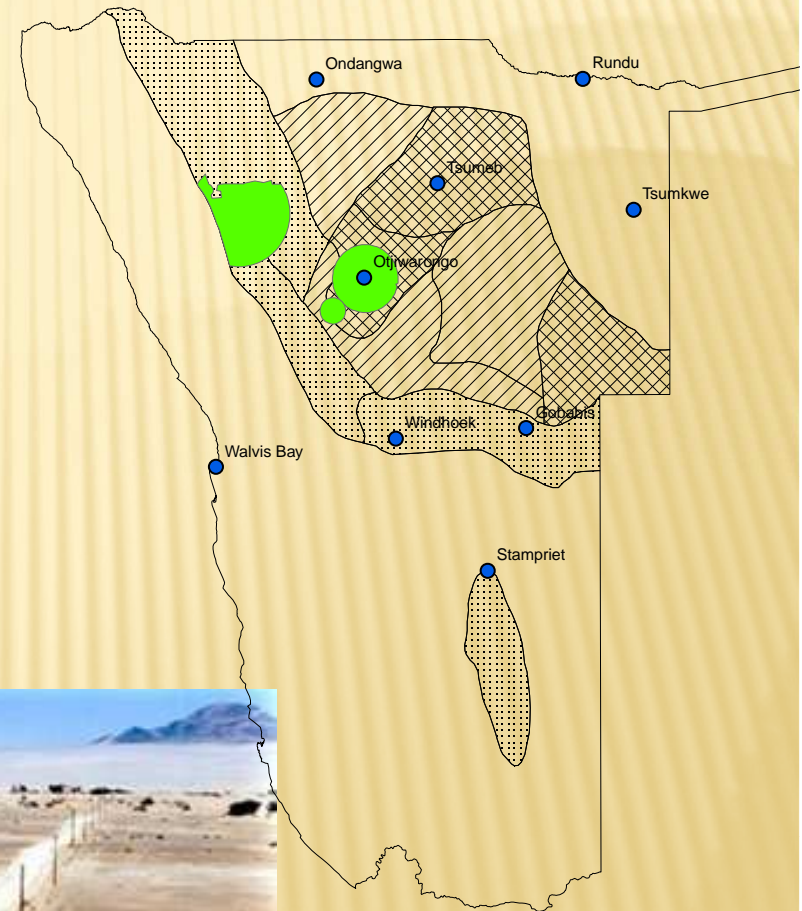 Ondangwa
Rundu
Tsumeb
Tsumkwe
Otjiwarongo
Gobabis
Windhoek
Walvis Bay
Stampriet